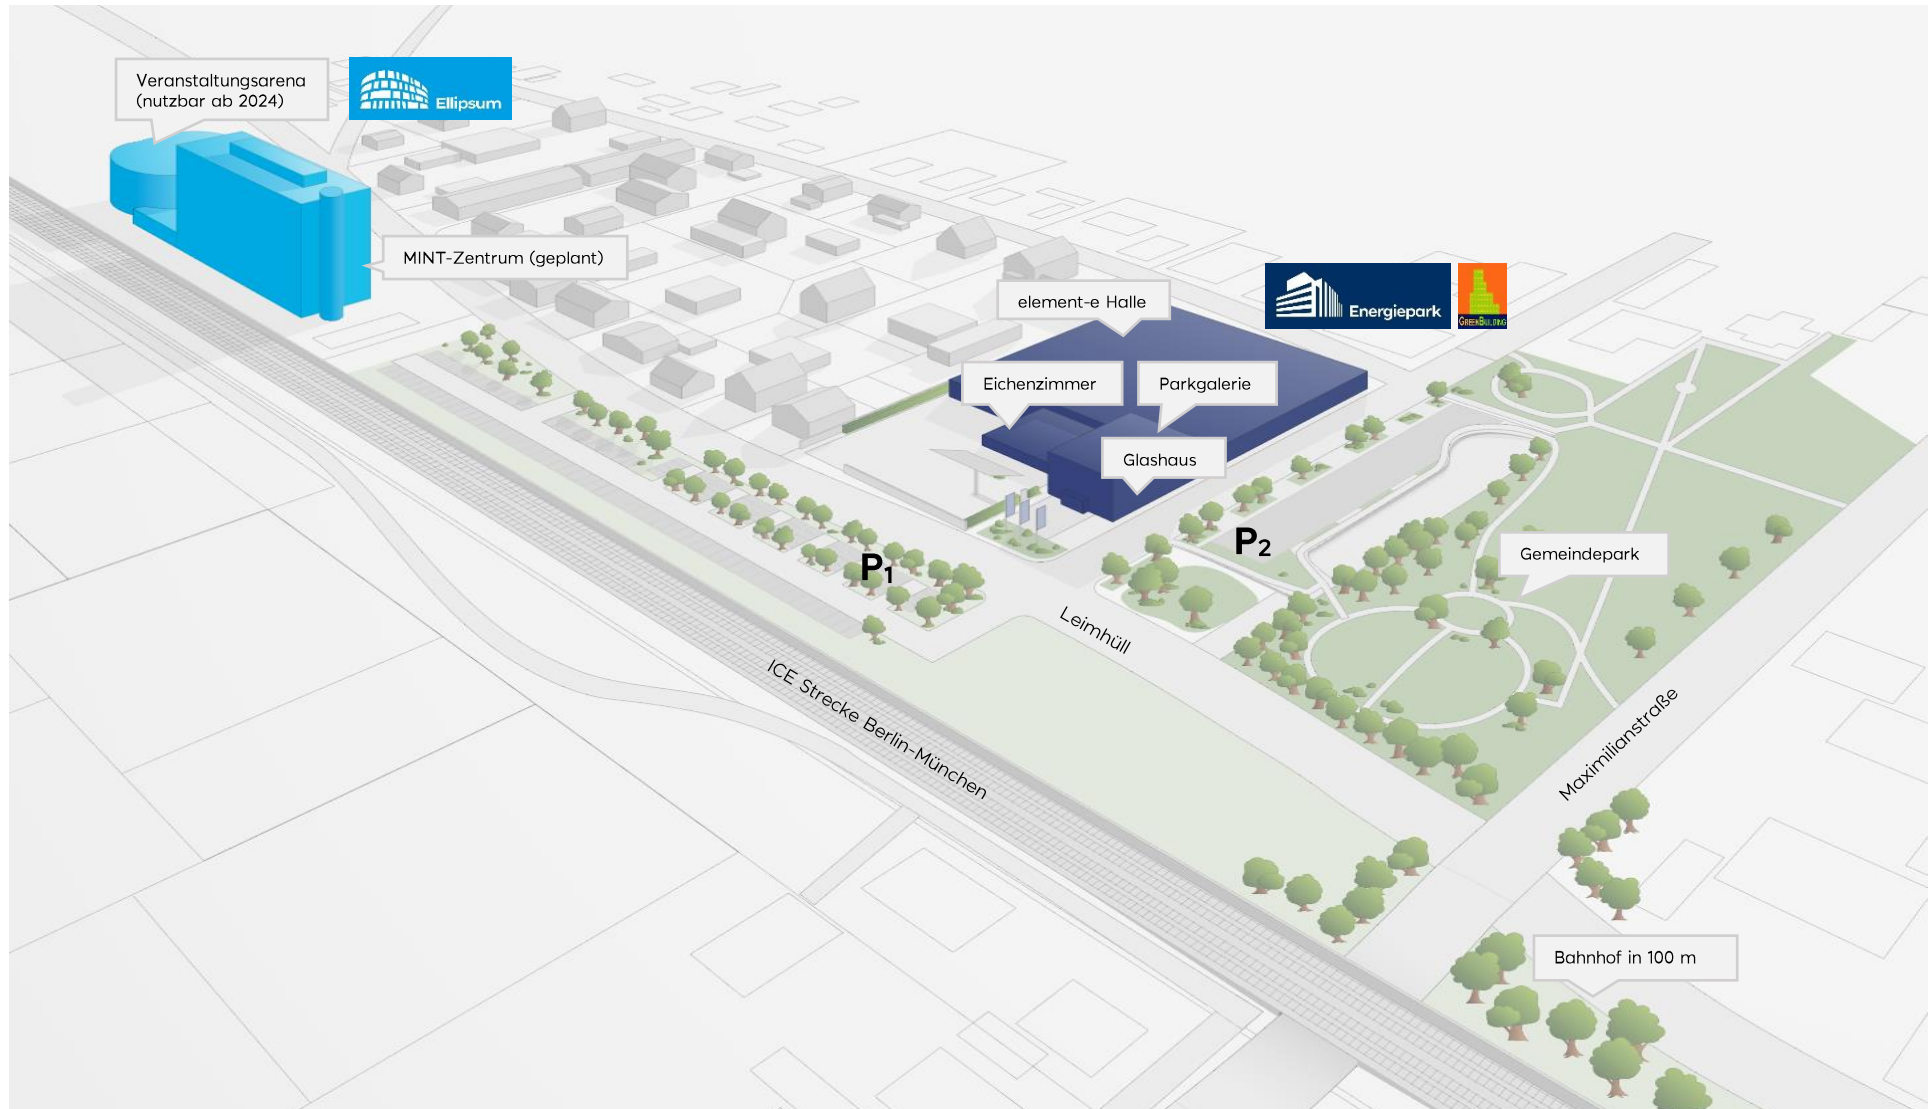 Veranstaltungsarena
(nutzbar ab 2024)
Ellipsum
MINT-Zentrum (geplant)
element-e Halle
Energiepark
GREENBUILDING
Eichenzimmer
Parkgalerie
Glashaus
P1
P2
Gemeindepark
Leimhüll
ICE Strecke Berlin-München
Maximilianstraße
Bahnhof in 100 m